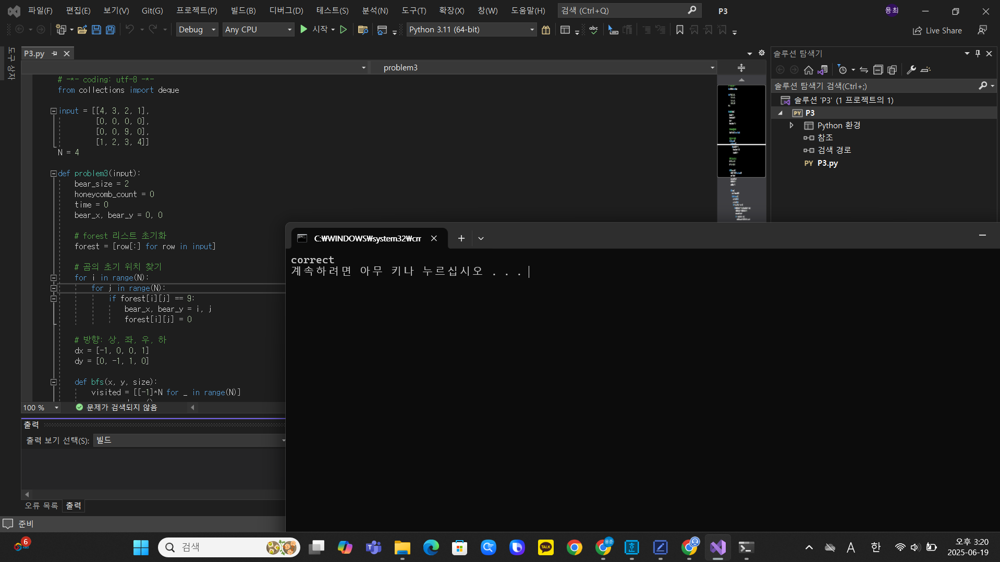 파일(F) 편집(E) 보기(V) Git(G) 프로젝트(P) 빌드(B) 디버그(D) 테스트(S) 분석(N) 도구(T) 확장(X) 창(W) 도움말(H) 검색 (Ctrl+Q) P3 용최
Debug Any CPU 시작 Python 3.11 (64-bit) abc Live Share
도구 상자
P3.py
problem3
# -*- coding: utf-8 -*-
from collections import deque
input = [[4, 3, 2, 1],
[0, 0, 0, 0],
[0, 0, 9, 0],
[1, 2, 3, 4]]
N = 4
def problem3(input):
bear_size = 2
honeycomb_count = 0
time = 0
bear_x, bear_y = 0, 0
# forest 리스트 초기화
forest = [row[:] for row in input]
# 곰의 초기 위치 찾기
for i in range(N):
for j in range(N):
if forest[i][j] == 9:
bear_x, bear_y = i, j
forest[i][j] = 0
# 방향: 상, 좌, 우, 하
dx = [-1, 0, 0, 1]
dy = [0, -1, 1, 0]
def bfs(x, y, size):
visited = [[-1]*N for _ in range(N)]
100 % 문제가 검색되지 않음
출력
출력 보기 선택(S): 빌드
오류 목록 출력
준비
솔루션 탐색기
솔루션 탐색기 검색(Ctrl+;)
솔루션 'P3' (1 프로젝트의 1)
PY P3
Python 환경
참조
검색 경로
PY P3.py
C:₩WINDOWS₩system32₩cm
correct
계속하려면 아무 키나 누르십시오 . . .
6
검색
TALK
용준
A 한
오후 3:20
2025-06-19